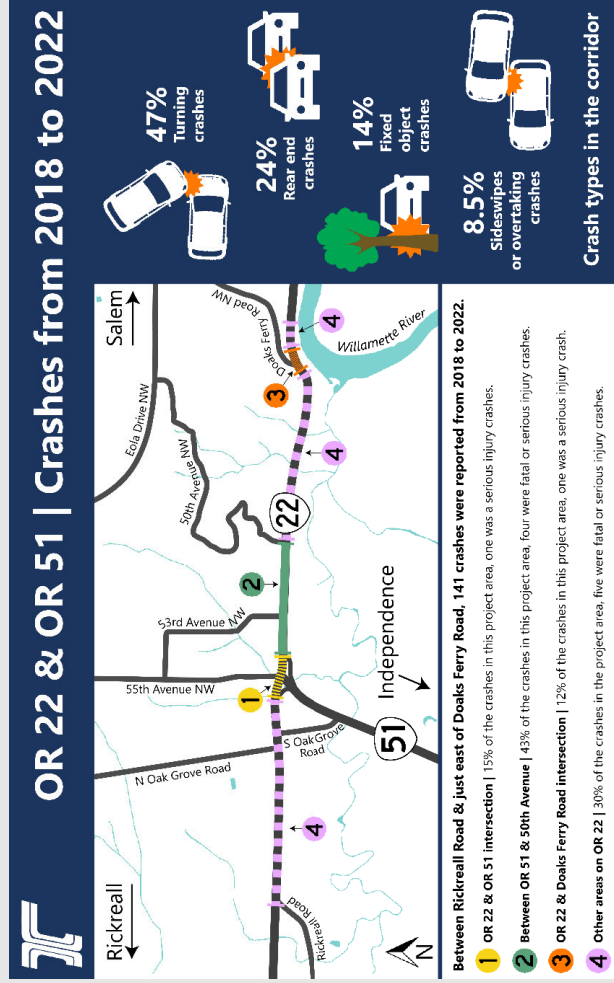 OR 22 & OR 51 | Crashes from 2018 to 2022
Rickreall
Salem
Eola Drive NW
50th Avenue NW
Doaks Ferry Road NW
53rd Avenue NW
55th Avenue NW
N Oak Grove Road
S Oak Grove
Road
Rickreall Road
Willamette River
Independence
22
51
1
2
3
4
4
4
N
47%
Turning
crashes
24%
Rear end
crashes
14%
Fixed
object
crashes
8.5%
Sideswipes
or overtaking
crashes
Crash types in the corridor
Between Rickreall Road & just east of Doaks Ferry Road, 141 crashes were reported from 2018 to 2022.
1 OR 22 & OR 51 intersection | 15% of the crashes in this project area, one was a serious injury crashes.
2 Between OR 51 & 50th Avenue | 43% of the crashes in this project area, four were fatal or serious injury crashes.
3 OR 22 & Doaks Ferry Road intersection | 12% of the crashes in this project area, one was a serious injury crash.
4 Other areas on OR 22 | 30% of the crashes in the project area, five were fatal or serious injury crashes.